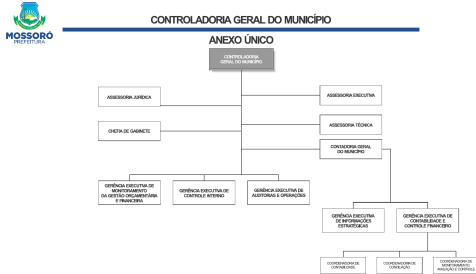 MOSSORÓ
PREFEITURA
CONTROLADORIA GERAL DO MUNICÍPIO
ANEXO ÚNICO
CONTROLADORIA
GERAL DO MUNICÍPIO
ASSESSORIA JURÍDICA
ASSESSORIA EXECUTIVA
CHEFIA DE GABINETE
ASSESSORIA TÉCNICA
CONTADORIA GERAL
DO MUNICÍPIO
GERÊNCIA EXECUTIVA DE
MONITORAMENTO
DA GESTÃO ORÇAMENTÁRIA
E FINANCEIRA
GERÊNCIA EXECUTIVA DE
CONTROLE INTERNO
GERÊNCIA EXECUTIVA DE
AUDITORIAS E OPERAÇÕES
GERÊNCIA EXECUTIVA
DE INFORMAÇÕES
ESTRATÉGICAS
GERÊNCIA EXECUTIVA DE
CONTABILIDADE E
CONTROLE FINANCEIRO
COORDENADORIA DE
CONTABILIDADE
COORDENADORIA DE
COORDENADORIA DE
MONITORAMENTO
AVALIAÇÃO E CONTROLE